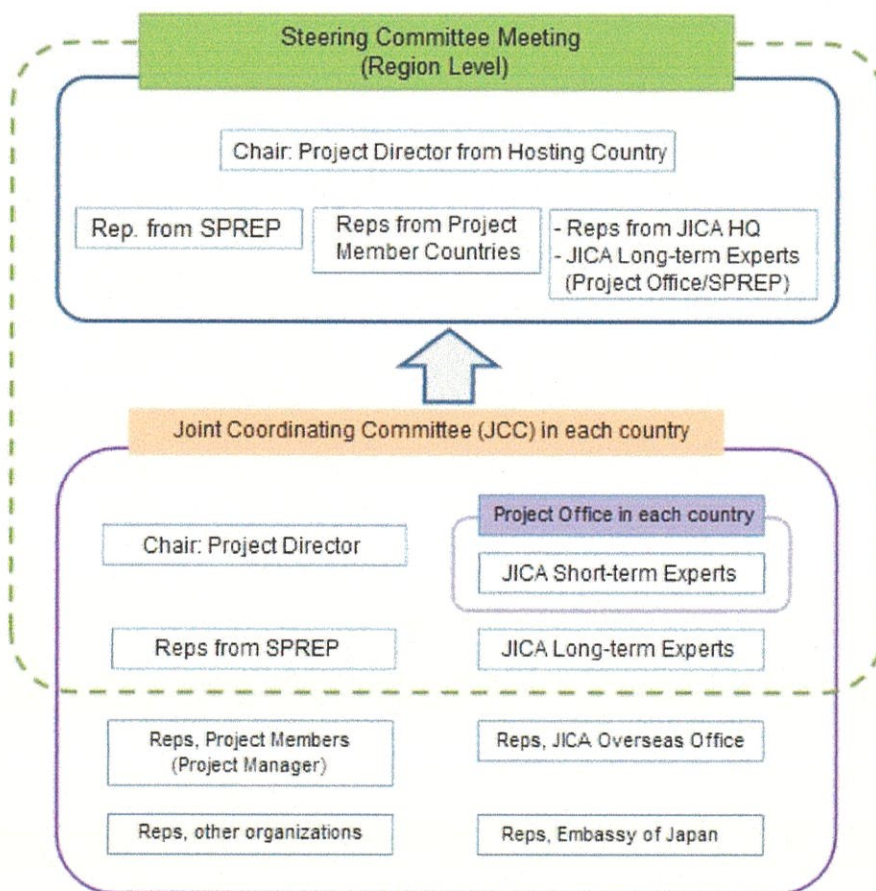 Steering Committee Meeting
(Region Level)
Chair: Project Director from Hosting Country
Rep. from SPREP
Reps from Project
Member Countries
- Reps from JICA HQ
- JICA Long-term Experts
(Project Office/SPREP)
Joint Coordinating Committee (JCC) in each country
Chair: Project Director
Project Office in each country
JICA Short-term Experts
Reps from SPREP
JICA Long-term Experts
Reps, Project Members
(Project Manager)
Reps, JICA Overseas Office
Reps, other organizations
Reps, Embassy of Japan